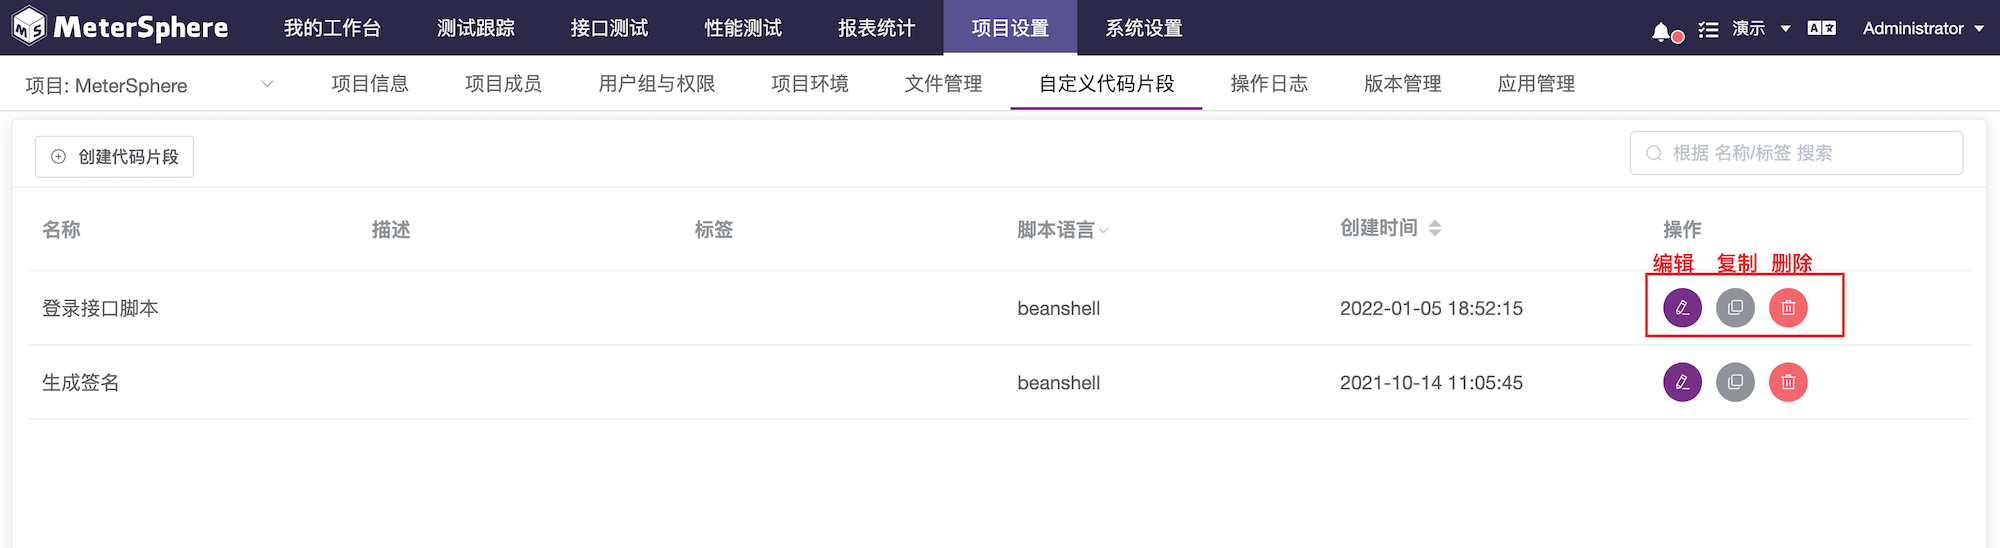 MS MeterSphere 我的工作台 测试跟踪 接口测试 性能测试 报表统计 项目设置 系统设置 演示 Administrator
项目: MeterSphere 项目信息 项目成员 用户组与权限 项目环境 文件管理 自定义代码片段 操作日志 版本管理 应用管理
创建代码片段 根据 名称/标签 搜索
名称 描述 标签 脚本语言 创建时间 操作
编辑 复制 删除
登录接口脚本 beanshell 2022-01-05 18:52:15
生成签名 beanshell 2021-10-14 11:05:45